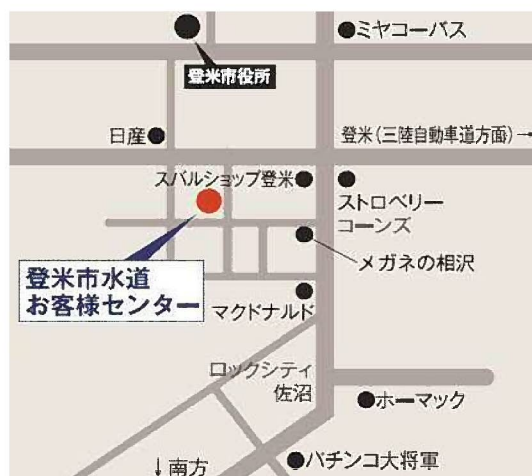 ミヤコーバス
登米市役所
日産
登米(三陸自動車道方面)→
スバルショップ登米
ストロベリー
コーンズ
メガネの相沢
登米市水道
お客様センター
マクドナルド
ロックシティ
佐沼
ホーマック
パチンコ大将軍
↓南方